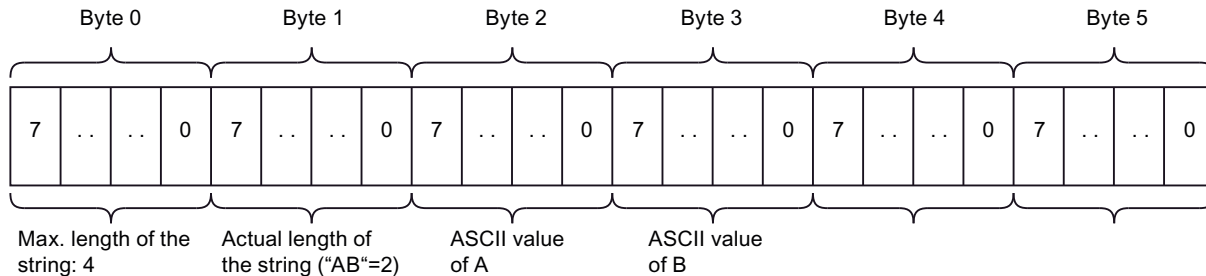 Byte 0 Byte 1 Byte 2 Byte 3 Byte 4 Byte 5
7 . . . . 0 7 . . . . 0 7 . . . . 0 7 . . . . 0 7 . . . . 0 7 . . . . 0
Max. length of the
string: 4
Actual length of
the string (“AB“=2)
ASCII value
of A
ASCII value
of B